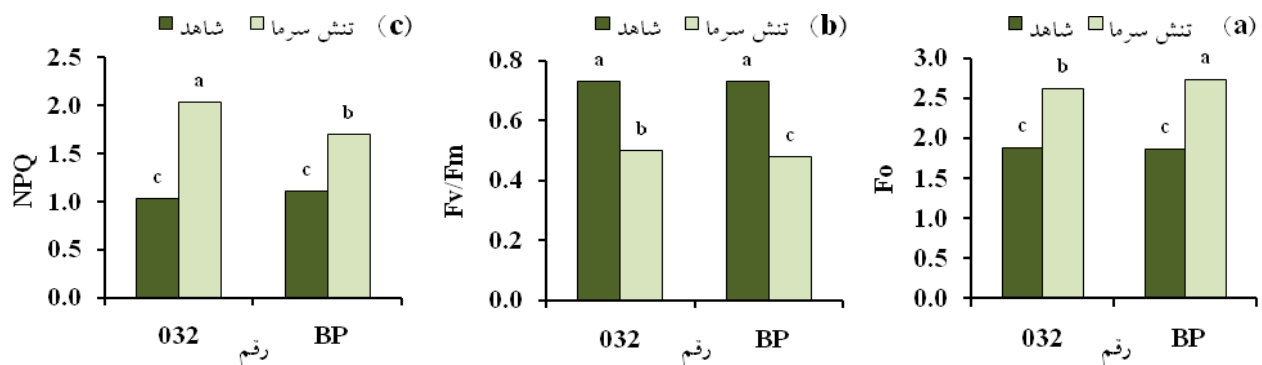 (c) شاهد تنش سرما
NPQ
2.5
2.0
1.5
1.0
0.5
0.0
c
a
c
b
032
BP
رقم
(b) شاهد تنش سرما
Fv/Fm
0.8
0.6
0.4
0.2
0.0
a
b
a
c
032
BP
رقم
(a) شاهد تنش سرما
Fo
3.0
2.5
2.0
1.5
1.0
0.5
0.0
c
b
c
a
032
BP
رقم